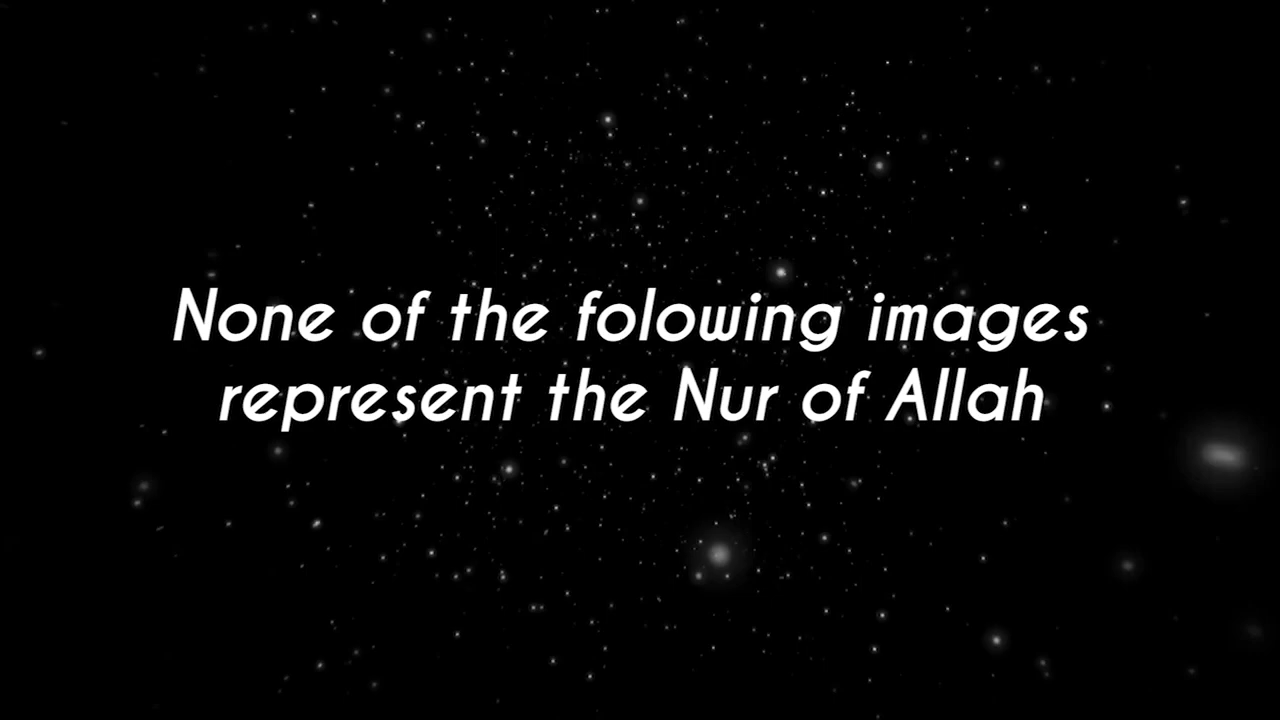 None of the folowing images
represent the Nur of Allah